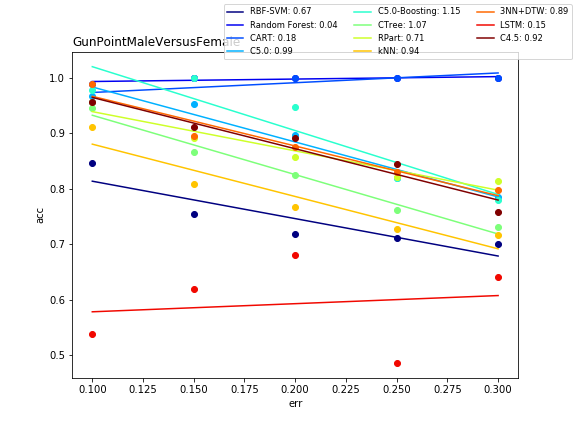 GunPointMaleVersusFemale
RBF-SVM: 0.67
Random Forest: 0.04
CART: 0.18
C5.0: 0.99
C5.0-Boosting: 1.15
CTree: 1.07
RPart: 0.71
kNN: 0.94
3NN+DTW: 0.89
LSTM: 0.15
C4.5: 0.92
acc
1.0
0.9
0.8
0.7
0.6
0.5
0.100 0.125 0.150 0.175 0.200 0.225 0.250 0.275 0.300
err